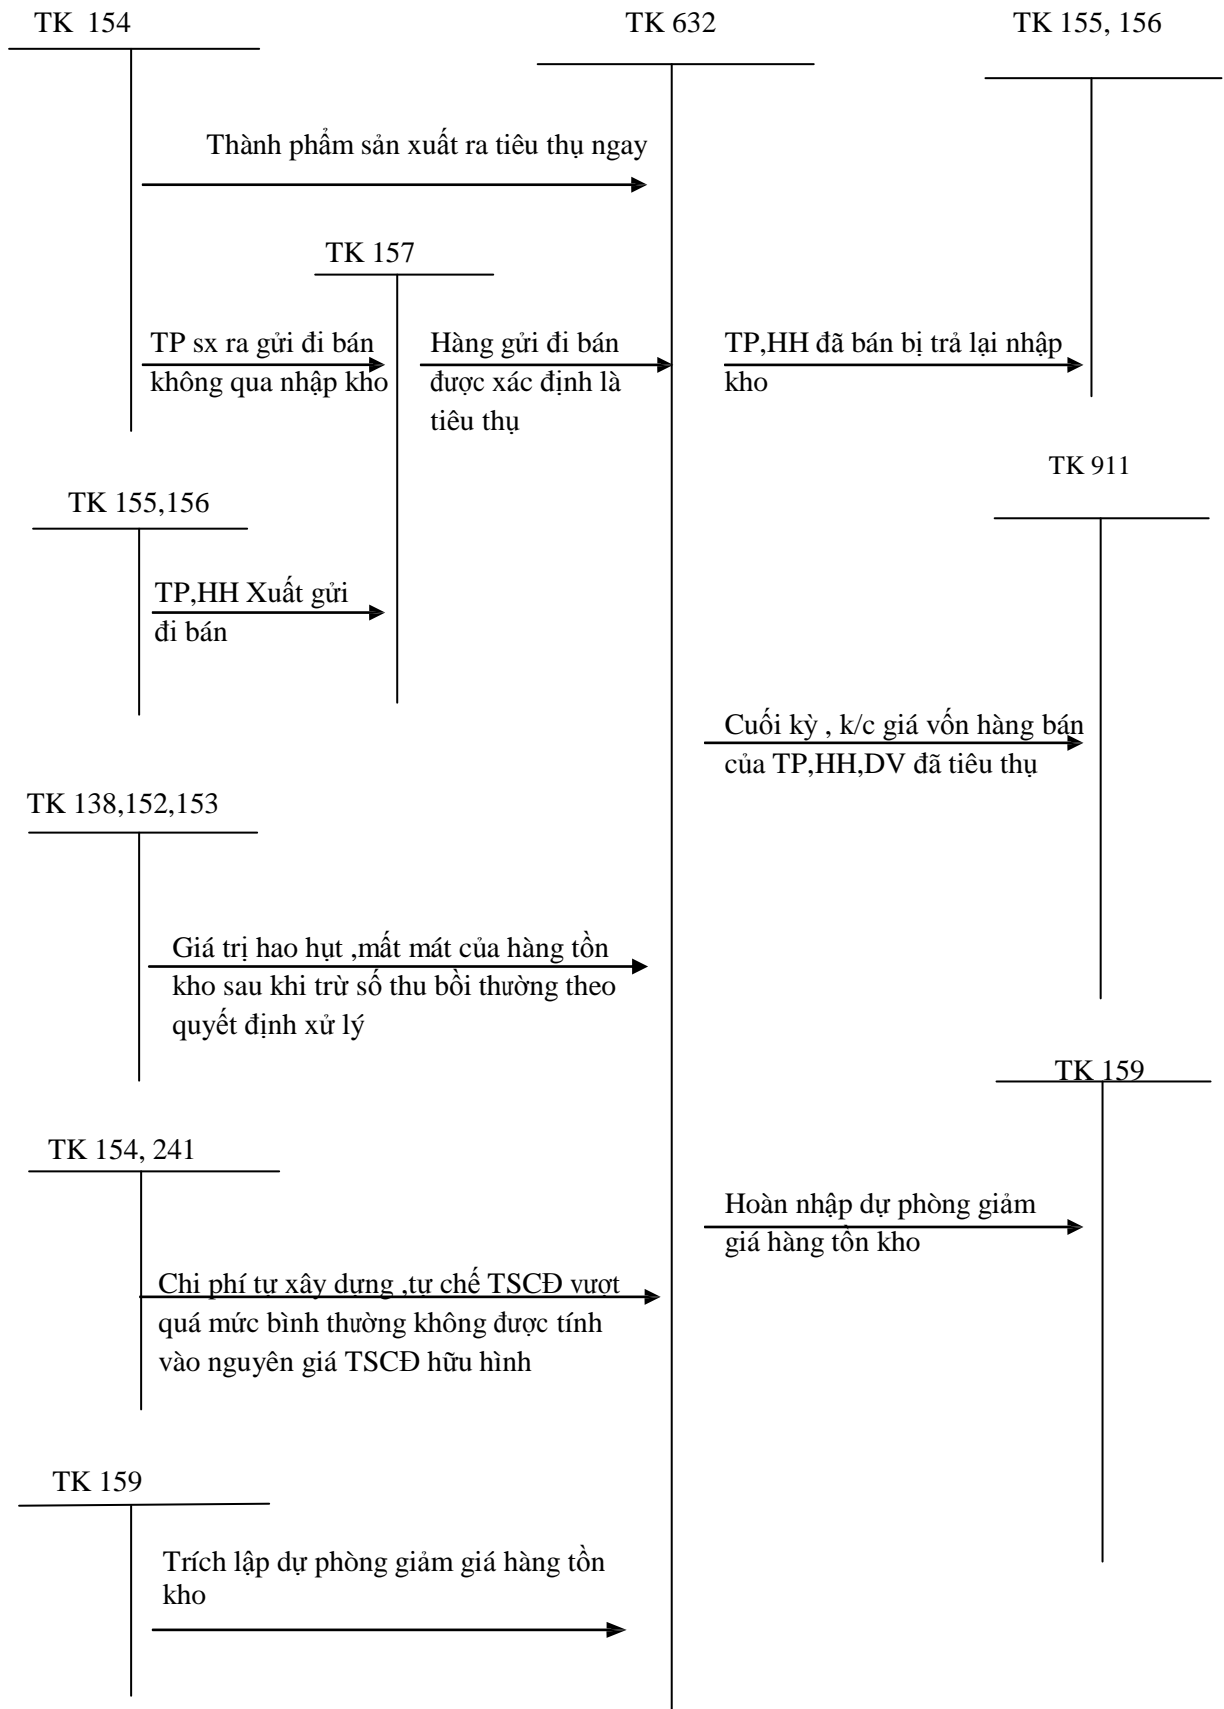 TK 154
TK 632
TK 155, 156
Thành phẩm sản xuất ra tiêu thụ ngay
TK 157
TP sx ra gửi đi bán
không qua nhập kho
Hàng gửi đi bán
được xác định là
tiêu thụ
TP,HH đã bán bị trả lại nhập
kho
TK 911
TK 155,156
TP,HH Xuất gửi
đi bán
Cuối kỳ , k/c giá vốn hàng bán
của TP,HH,DV đã tiêu thụ
TK 138,152,153
Giá trị hao hụt ,mất mát của hàng tồn
kho sau khi trừ số thu bồi thường theo
quyết định xử lý
TK 159
TK 154, 241
Hoàn nhập dự phòng giảm
giá hàng tồn kho
Chi phí tự xây dựng ,tự chế TSCĐ vượt
quá mức bình thường không được tính
vào nguyên giá TSCĐ hữu hình
TK 159
Trích lập dự phòng giảm giá hàng tồn
kho